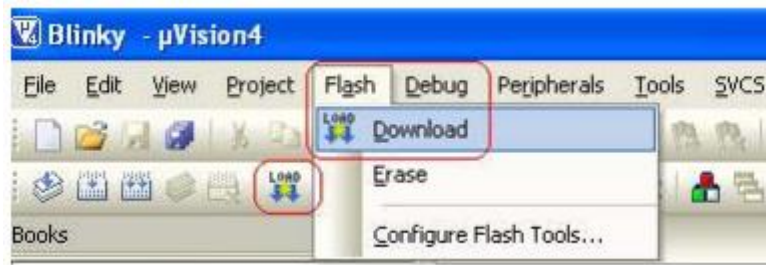 Blinky - µVision4
File Edit View Project Flash Debug Peripherals Tools SVCS
LOAD Download
LOAD Erase
Books Configure Flash Tools...